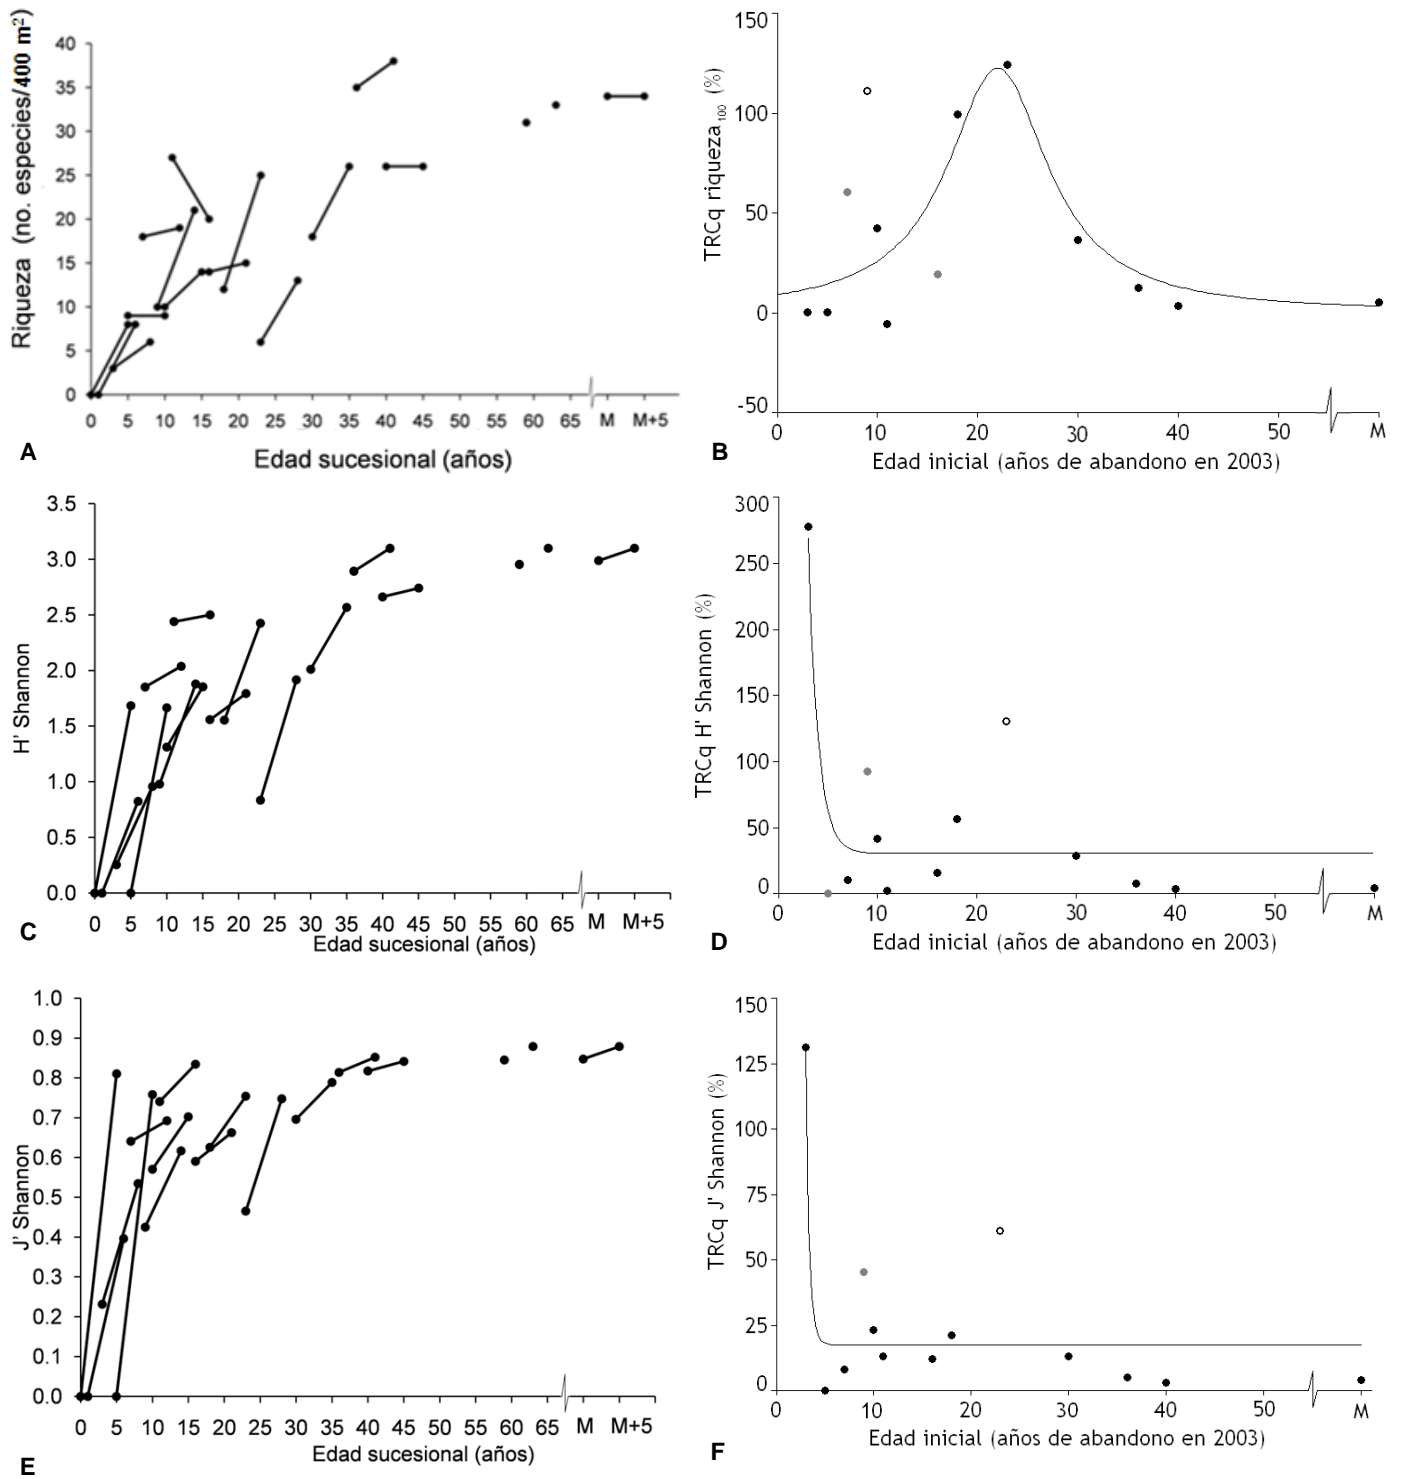 Riqueza (no. especies/400 m²)
40
35
30
25
20
15
10
5
0
0 5 10 15 20 25 30 35 40 45 50 55 60 65 M M+5
Edad sucesional (años)
A
TRCq riqueza₁₀₀ (%)
150
100
50
0
-50
0 10 20 30 40 50 M
Edad inicial (años de abandono en 2003)
B
H' Shannon
3.5
3.0
2.5
2.0
1.5
1.0
0.5
0.0
0 5 10 15 20 25 30 35 40 45 50 55 60 65 M M+5
Edad sucesional (años)
C
TRCq H' Shannon (%)
300
250
200
150
100
50
0
0 10 20 30 40 50 M
Edad inicial (años de abandono en 2003)
D
J' Shannon
1.0
0.9
0.8
0.7
0.6
0.5
0.4
0.3
0.2
0.1
0.0
0 5 10 15 20 25 30 35 40 45 50 55 60 65 M M+5
Edad sucesional (años)
E
TRCq J' Shannon (%)
150
125
100
75
50
25
0
0 10 20 30 40 50 M
Edad inicial (años de abandono en 2003)
F